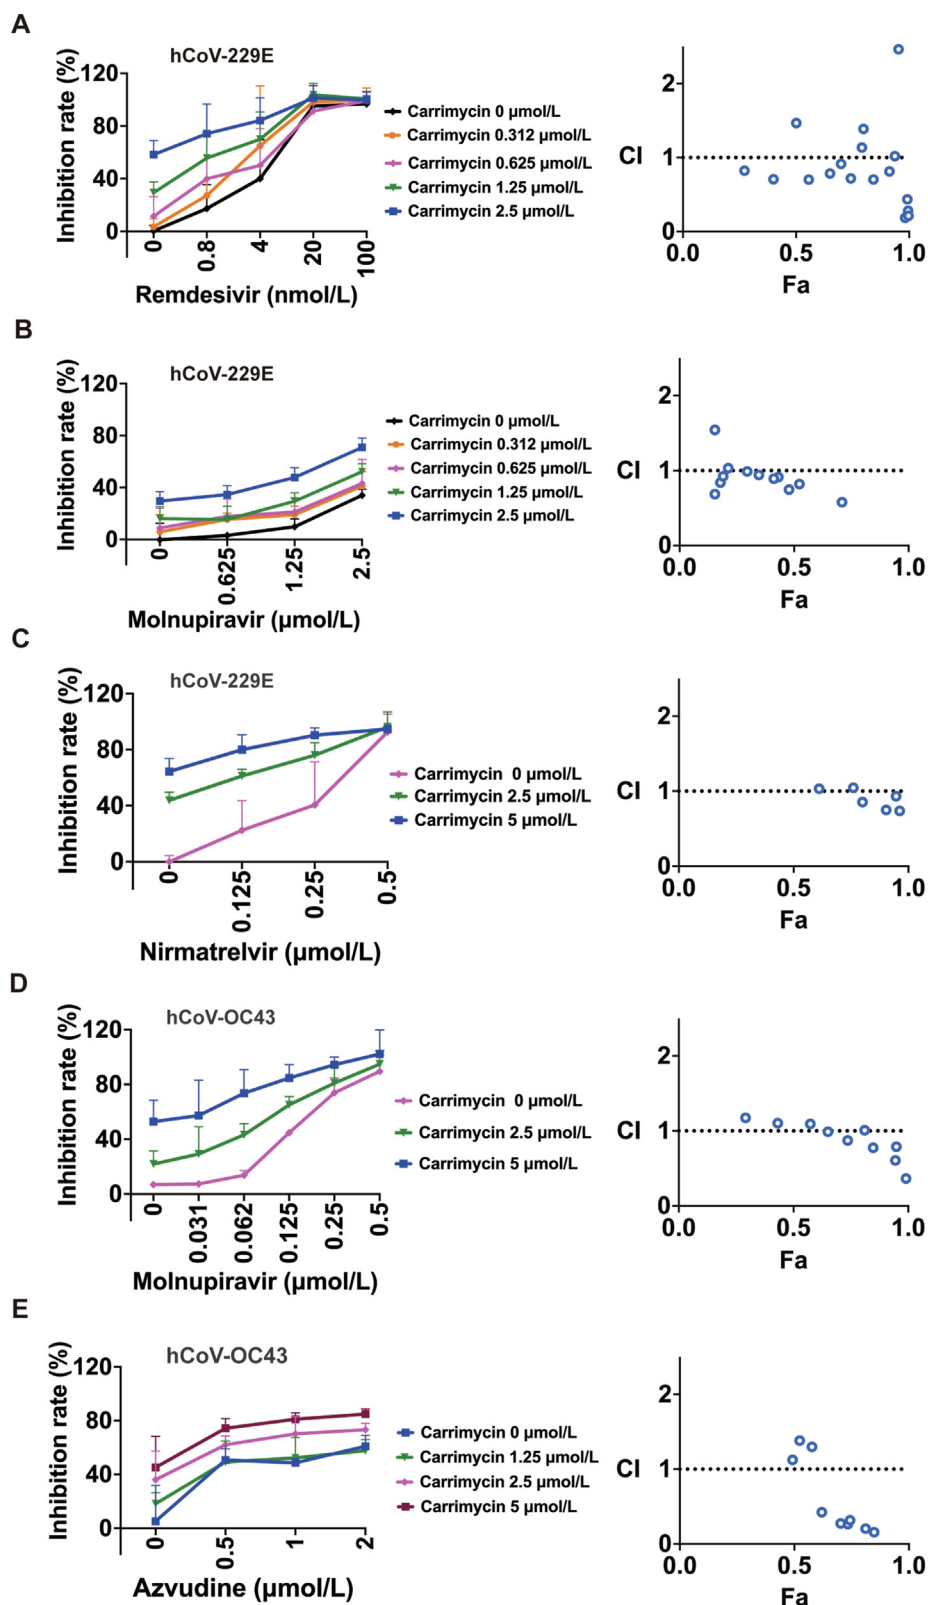 A
hCoV-229E
Inhibition rate (%)
120
80
40
0
0
0.8
4
20
100
Remdesivir (nmol/L)
Carrimycin 0 µmol/L
Carrimycin 0.312 µmol/L
Carrimycin 0.625 µmol/L
Carrimycin 1.25 µmol/L
Carrimycin 2.5 µmol/L
CI
2
1
0
0.0
0.5
1.0
Fa
B
hCoV-229E
Inhibition rate (%)
120
80
40
0
0
0.625
1.25
2.5
Molnupiravir (µmol/L)
Carrimycin 0 µmol/L
Carrimycin 0.312 µmol/L
Carrimycin 0.625 µmol/L
Carrimycin 1.25 µmol/L
Carrimycin 2.5 µmol/L
CI
2
1
0
0.0
0.5
1.0
Fa
C
hCoV-229E
Inhibition rate (%)
120
80
40
0
0
0.125
0.25
0.5
Nirmatrelvir (µmol/L)
Carrimycin 0 µmol/L
Carrimycin 2.5 µmol/L
Carrimycin 5 µmol/L
CI
2
1
0
0.0
0.5
1.0
Fa
D
hCoV-OC43
Inhibition rate (%)
120
80
40
0
0
0.031
0.062
0.125
0.25
0.5
Molnupiravir (µmol/L)
Carrimycin 0 µmol/L
Carrimycin 2.5 µmol/L
Carrimycin 5 µmol/L
CI
2
1
0
0.0
0.5
1.0
Fa
E
hCoV-OC43
Inhibition rate (%)
120
80
40
0
0
0.5
1
2
Azvudine (µmol/L)
Carrimycin 0 µmol/L
Carrimycin 1.25 µmol/L
Carrimycin 2.5 µmol/L
Carrimycin 5 µmol/L
CI
2
1
0
0.0
0.5
1.0
Fa